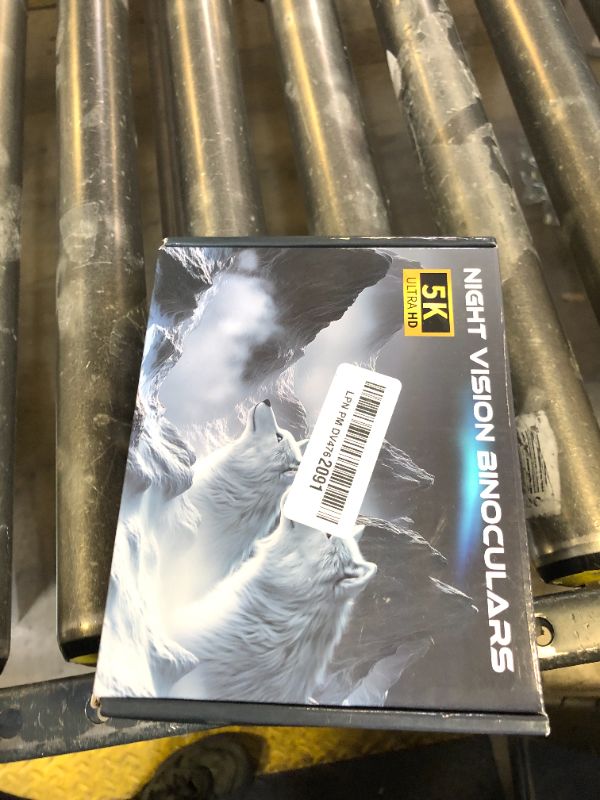 NIGHT VISION BINOCULARS
5K
ULTRA HD
LPN PM DV476 2091